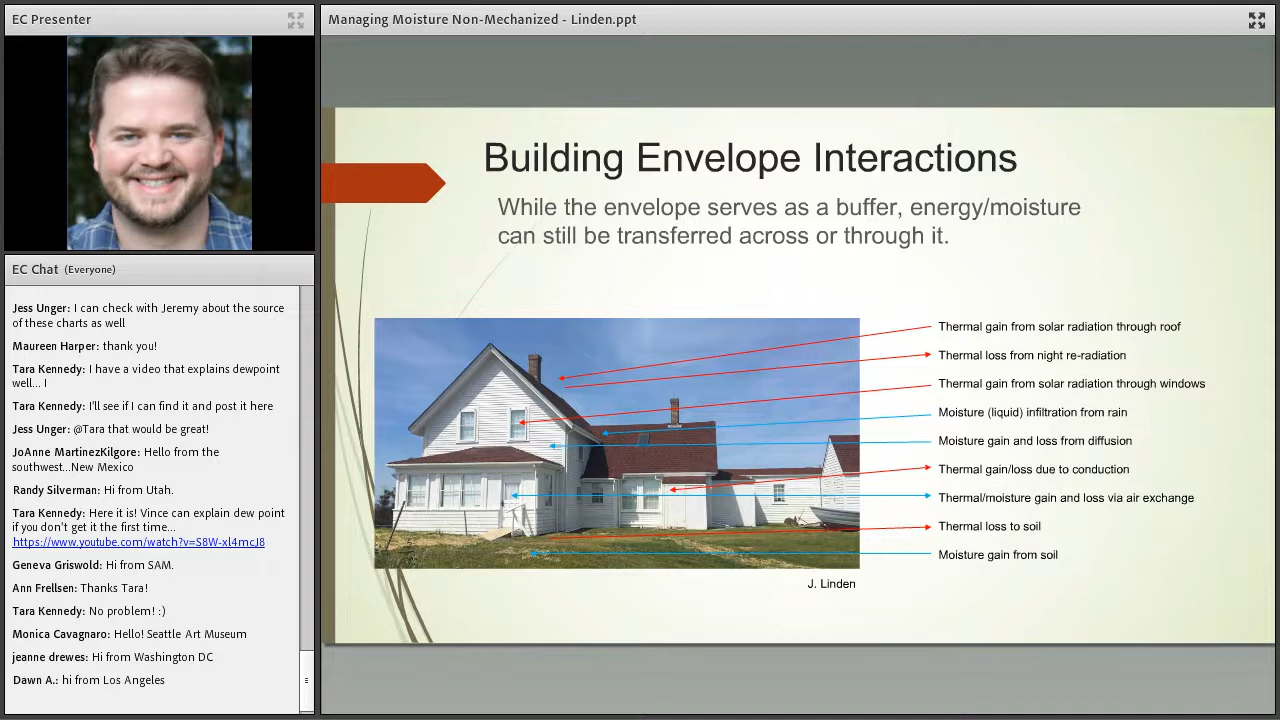 EC Presenter
EC Chat (Everyone)
Jess Unger: I can check with Jeremy about the source
of these charts as well
Maureen Harper: thank you!
Tara Kennedy: I have a video that explains dewpoint
well... I
Tara Kennedy: I'll see if I can find it and post it here
Jess Unger: @Tara that would be great!
JoAnne MartinezKilgore: Hello from the
southwest...New Mexico
Randy Silverman: Hi from Utah.
Tara Kennedy: Here it is! Vince can explain dew point
if you don't get it the first time...
https://www.youtube.com/watch?v=S8W-xl4mcJ8
Geneva Griswold: Hi from SAM.
Ann Frellsen: Thanks Tara!
Tara Kennedy: No problem! :)
Monica Cavagnaro: Hello! Seattle Art Museum
jeanne drewes: Hi from Washington DC
Dawn A.: hi from Los Angeles
Managing Moisture Non-Mechanized - Linden.ppt
Building Envelope Interactions
While the envelope serves as a buffer, energy/moisture
can still be transferred across or through it.
Thermal gain from solar radiation through roof
Thermal loss from night re-radiation
Thermal gain from solar radiation through windows
Moisture (liquid) infiltration from rain
Moisture gain and loss from diffusion
Thermal gain/loss due to conduction
Thermal/moisture gain and loss via air exchange
Thermal loss to soil
Moisture gain from soil
J. Linden